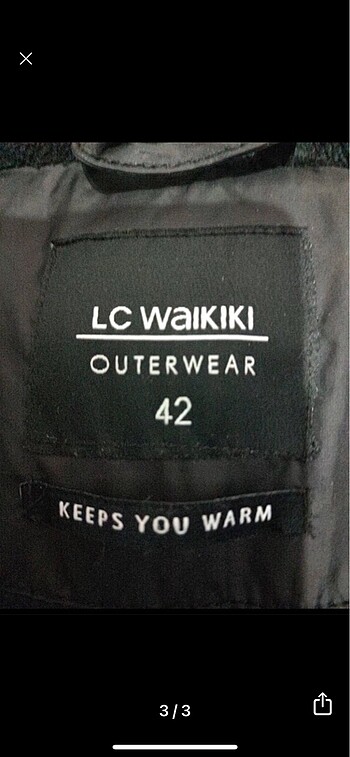 LC WAIKIKI
OUTERWEAR
42
KEEPS YOU WARM
3/3